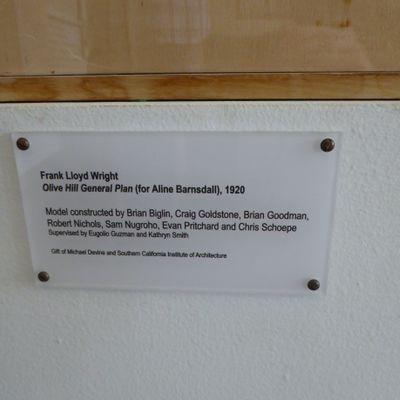 Frank Lloyd Wright
Olive Hill General Plan (for Aline Barnsdall), 1920
Model constructed by Brian Biglin, Craig Goldstone, Brian Goodman,
Robert Nichols, Sam Nugroho, Evan Pritchard and Chris Schoepe
Supervised by Eugolio Guzman and Kathryn Smith
Gift of Michael Devine and Southern California Institute of Architecture